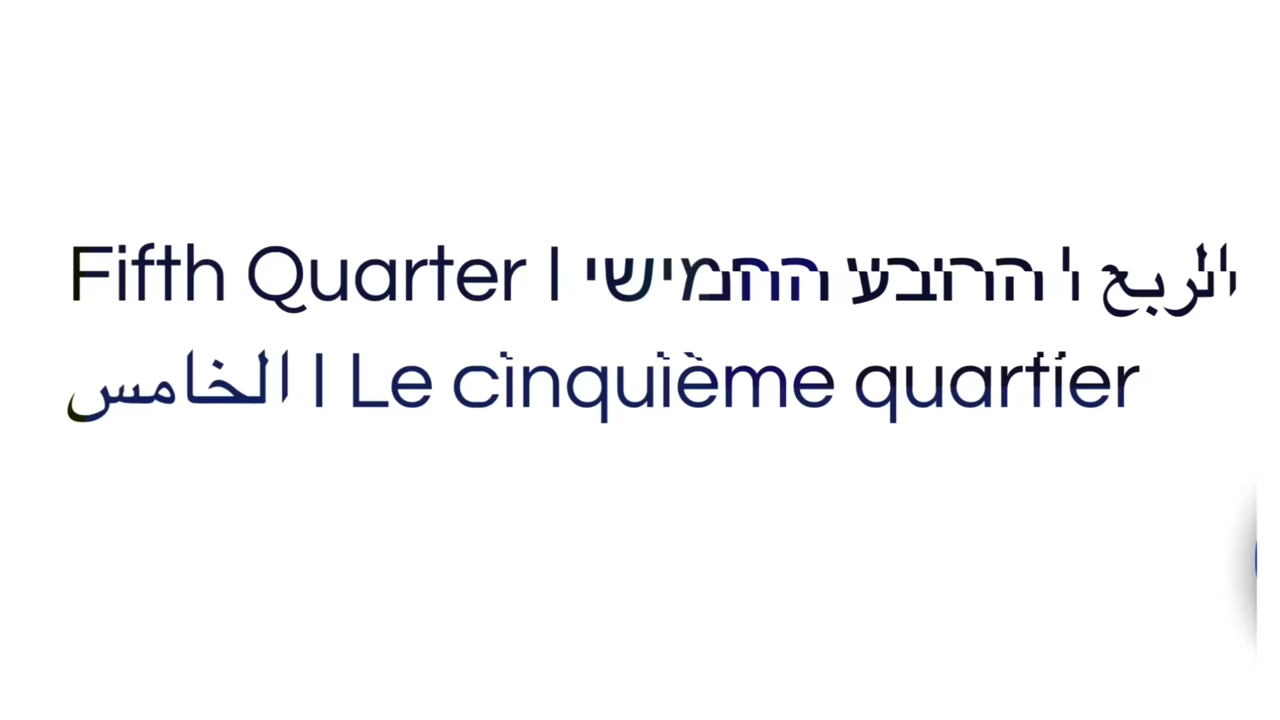 Fifth Quarter | הרובע החמישי | الربع
الخامس | Le cinquième quartier